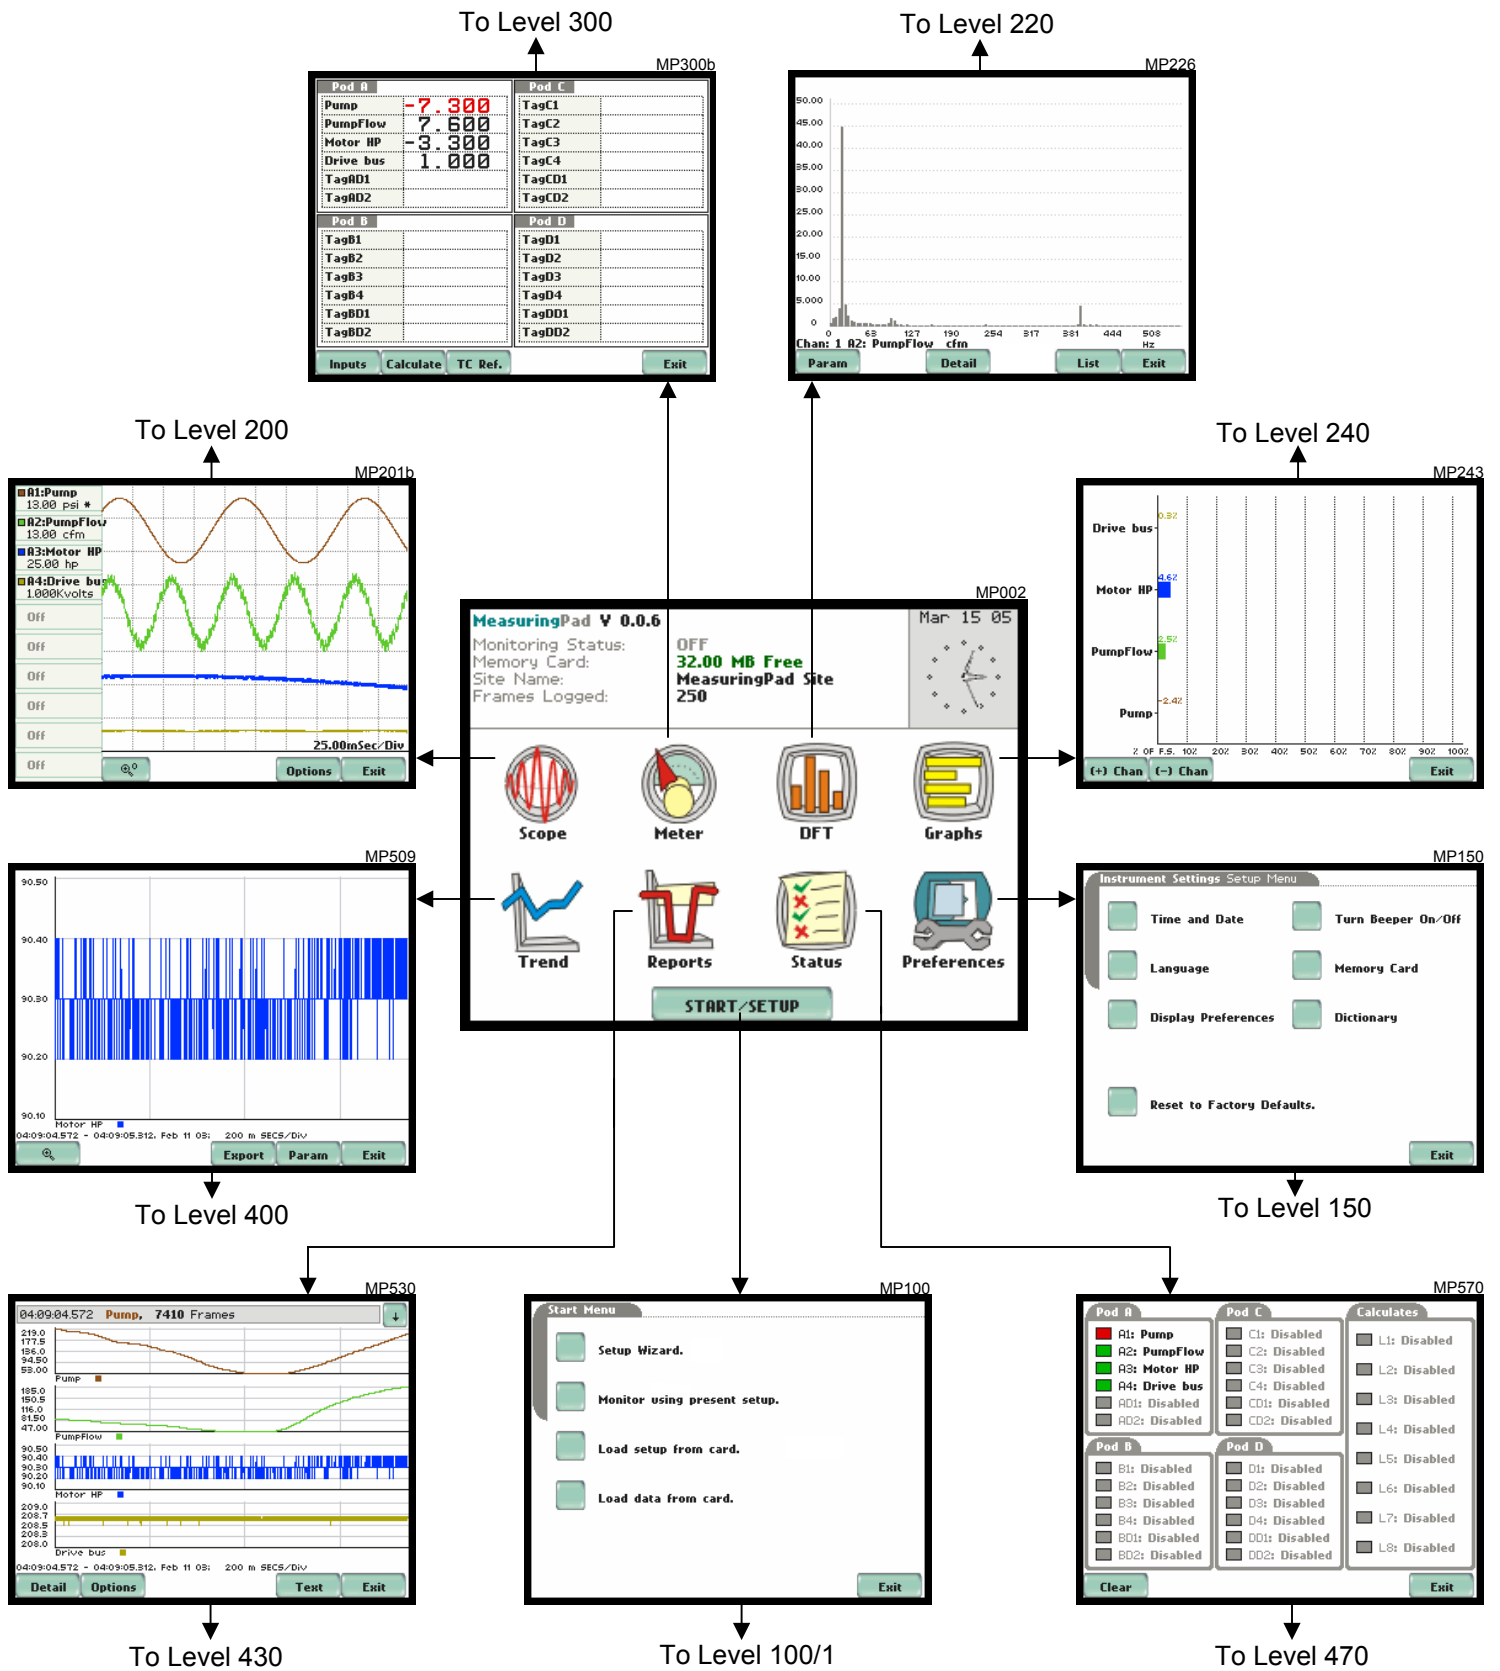 To Level 300
MP300b
Pod A
Pump -7.300
PumpFlow 7.600
Motor HP -3.300
Drive bus 1.000
TagAD1
TagAD2
Pod C
TagC1
TagC2
TagC3
TagC4
TagCD1
TagCD2
Pod B
TagB1
TagB2
TagB3
TagB4
TagBD1
TagBD2
Pod D
TagD1
TagD2
TagD3
TagD4
TagDD1
TagDD2
Inputs Calculate TC Ref. Exit
To Level 220
MP226
50.00
45.00
40.00
35.00
30.00
25.00
20.00
15.00
10.00
5.000
0
0 63 127 190 254 317 381 444 508
Hz
Chan: 1 A2: PumpFlow cfm
Param Detail List Exit
To Level 200
MP201b
A1:Pump
13.00 psi *
A2:PumpFlow
13.00 cfm
A3:Motor HP
25.00 hp
A4:Drive bus
1.000Kvolts
Off
Off
Off
Off
Off
Off
25.00mSec/Div
Options Exit
To Level 240
MP243
Drive bus
0.3%
Motor HP
4.6%
PumpFlow
2.5%
Pump
-2.4%
% OF F.S. 10% 20% 30% 40% 50% 60% 70% 80% 90% 100%
(+) Chan (-) Chan Exit
MP002
MeasuringPad V 0.0.6
Monitoring Status: OFF
Memory Card: 32.00 MB Free
Site Name: MeasuringPad Site
Frames Logged: 250
Mar 15 05
Scope Meter DFT Graphs
Trend Reports Status Preferences
START/SETUP
MP509
90.50
90.40
90.30
90.20
90.10
Motor HP
04:09:04.572 - 04:09:05.312, Feb 11 03; 200 m SECS/Div
Export Param Exit
To Level 400
MP150
Instrument Settings Setup Menu
Time and Date
Turn Beeper On/Off
Language
Memory Card
Display Preferences
Dictionary
Reset to Factory Defaults.
Exit
To Level 150
MP530
04:09:04.572 Pump, 7410 Frames
219.0
177.5
136.0
94.50
53.00
Pump
185.0
150.5
116.0
81.50
47.00
PumpFlow
90.50
90.40
90.30
90.20
90.10
Motor HP
209.0
208.7
208.5
208.3
208.0
Drive bus
04:09:04.572 - 04:09:05.312, Feb 11 03; 200 m SECS/Div
Detail Options Text Exit
To Level 430
MP100
Start Menu
Setup Wizard.
Monitor using present setup.
Load setup from card.
Load data from card.
Exit
To Level 100/1
MP570
Pod A
A1: Pump
A2: PumpFlow
A3: Motor HP
A4: Drive bus
AD1: Disabled
AD2: Disabled
Pod C
C1: Disabled
C2: Disabled
C3: Disabled
C4: Disabled
CD1: Disabled
CD2: Disabled
Calculates
L1: Disabled
L2: Disabled
L3: Disabled
L4: Disabled
L5: Disabled
L6: Disabled
L7: Disabled
L8: Disabled
Pod B
B1: Disabled
B2: Disabled
B3: Disabled
B4: Disabled
BD1: Disabled
BD2: Disabled
Pod D
D1: Disabled
D2: Disabled
D3: Disabled
D4: Disabled
DD1: Disabled
DD2: Disabled
Clear Exit
To Level 470